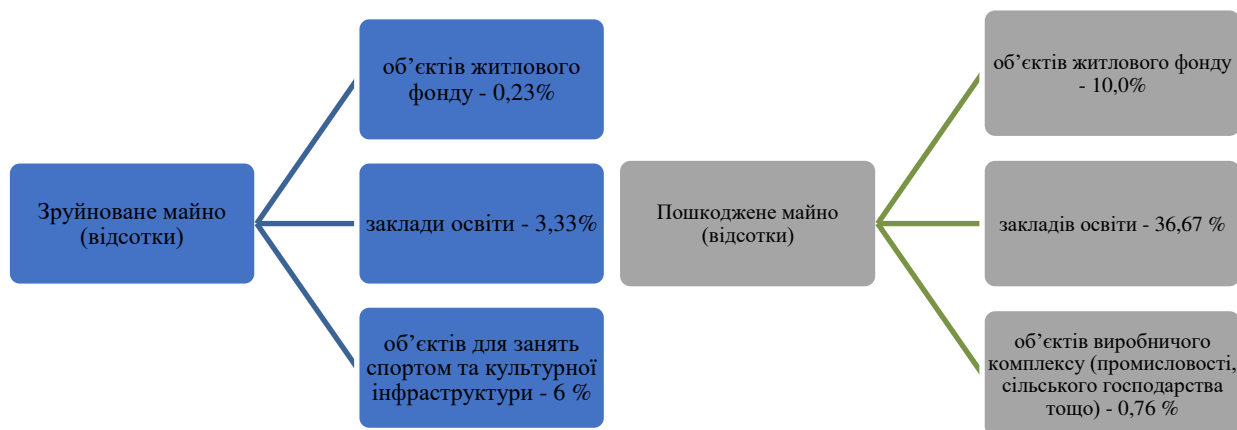 Зруйноване майно
(відсотки)
об’єктів житлового
фонду - 0,23%
заклади освіти - 3,33%
об’єктів для занять
спортом та культурної
інфраструктури - 6 %
Пошкоджене майно
(відсотки)
об’єктів житлового фонду
- 10,0%
закладів освіти - 36,67 %
об’єктів виробничого
комплексу (промисловості,
сільського господарства
тощо) - 0,76 %